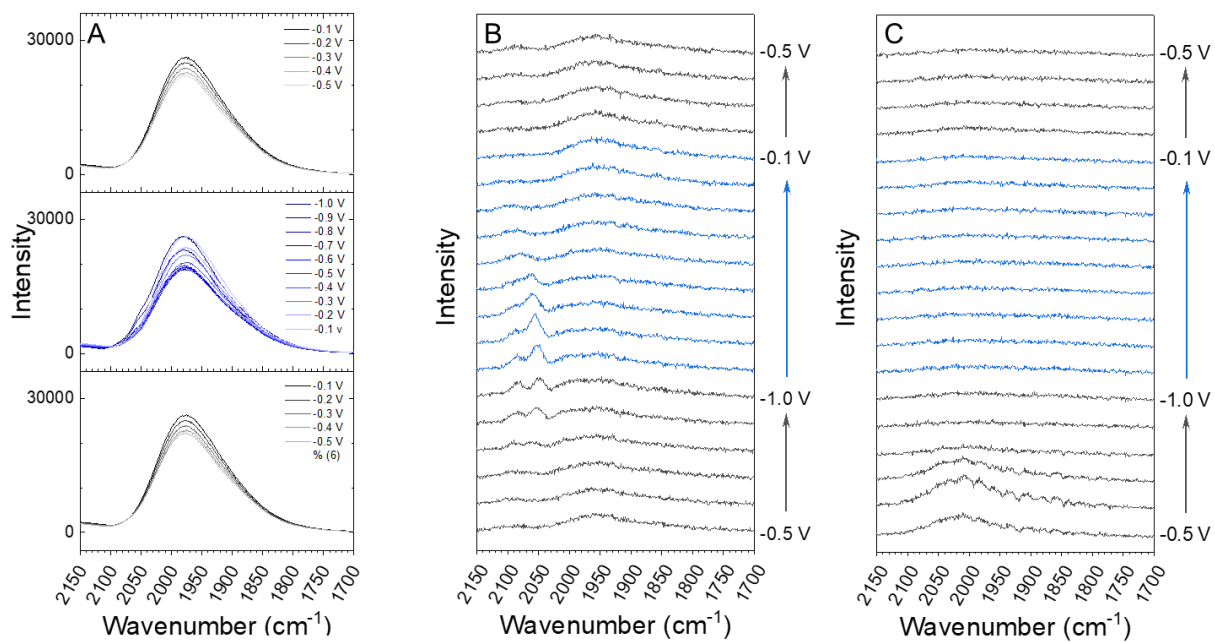 A
30000
0
-0.1 V
-0.2 V
-0.3 V
-0.4 V
-0.5 V
30000
0
-1.0 V
-0.9 V
-0.8 V
-0.7 V
-0.6 V
-0.5 V
-0.4 V
-0.3 V
-0.2 V
-0.1 v
30000
0
-0.1 V
-0.2 V
-0.3 V
-0.4 V
-0.5 V
% (6)
2150 2100 2050 2000 1950 1900 1850 1800 1750 1700
Wavenumber (cm-1)
B
Intensity
-0.5 V
-0.1 V
-1.0 V
-0.5 V
2150 2100 2050 2000 1950 1900 1850 1800 1750 1700
Wavenumber (cm-1)
C
Intensity
-0.5 V
-0.1 V
-1.0 V
-0.5 V
2150 2100 2050 2000 1950 1900 1850 1800 1750 1700
Wavenumber (cm-1)